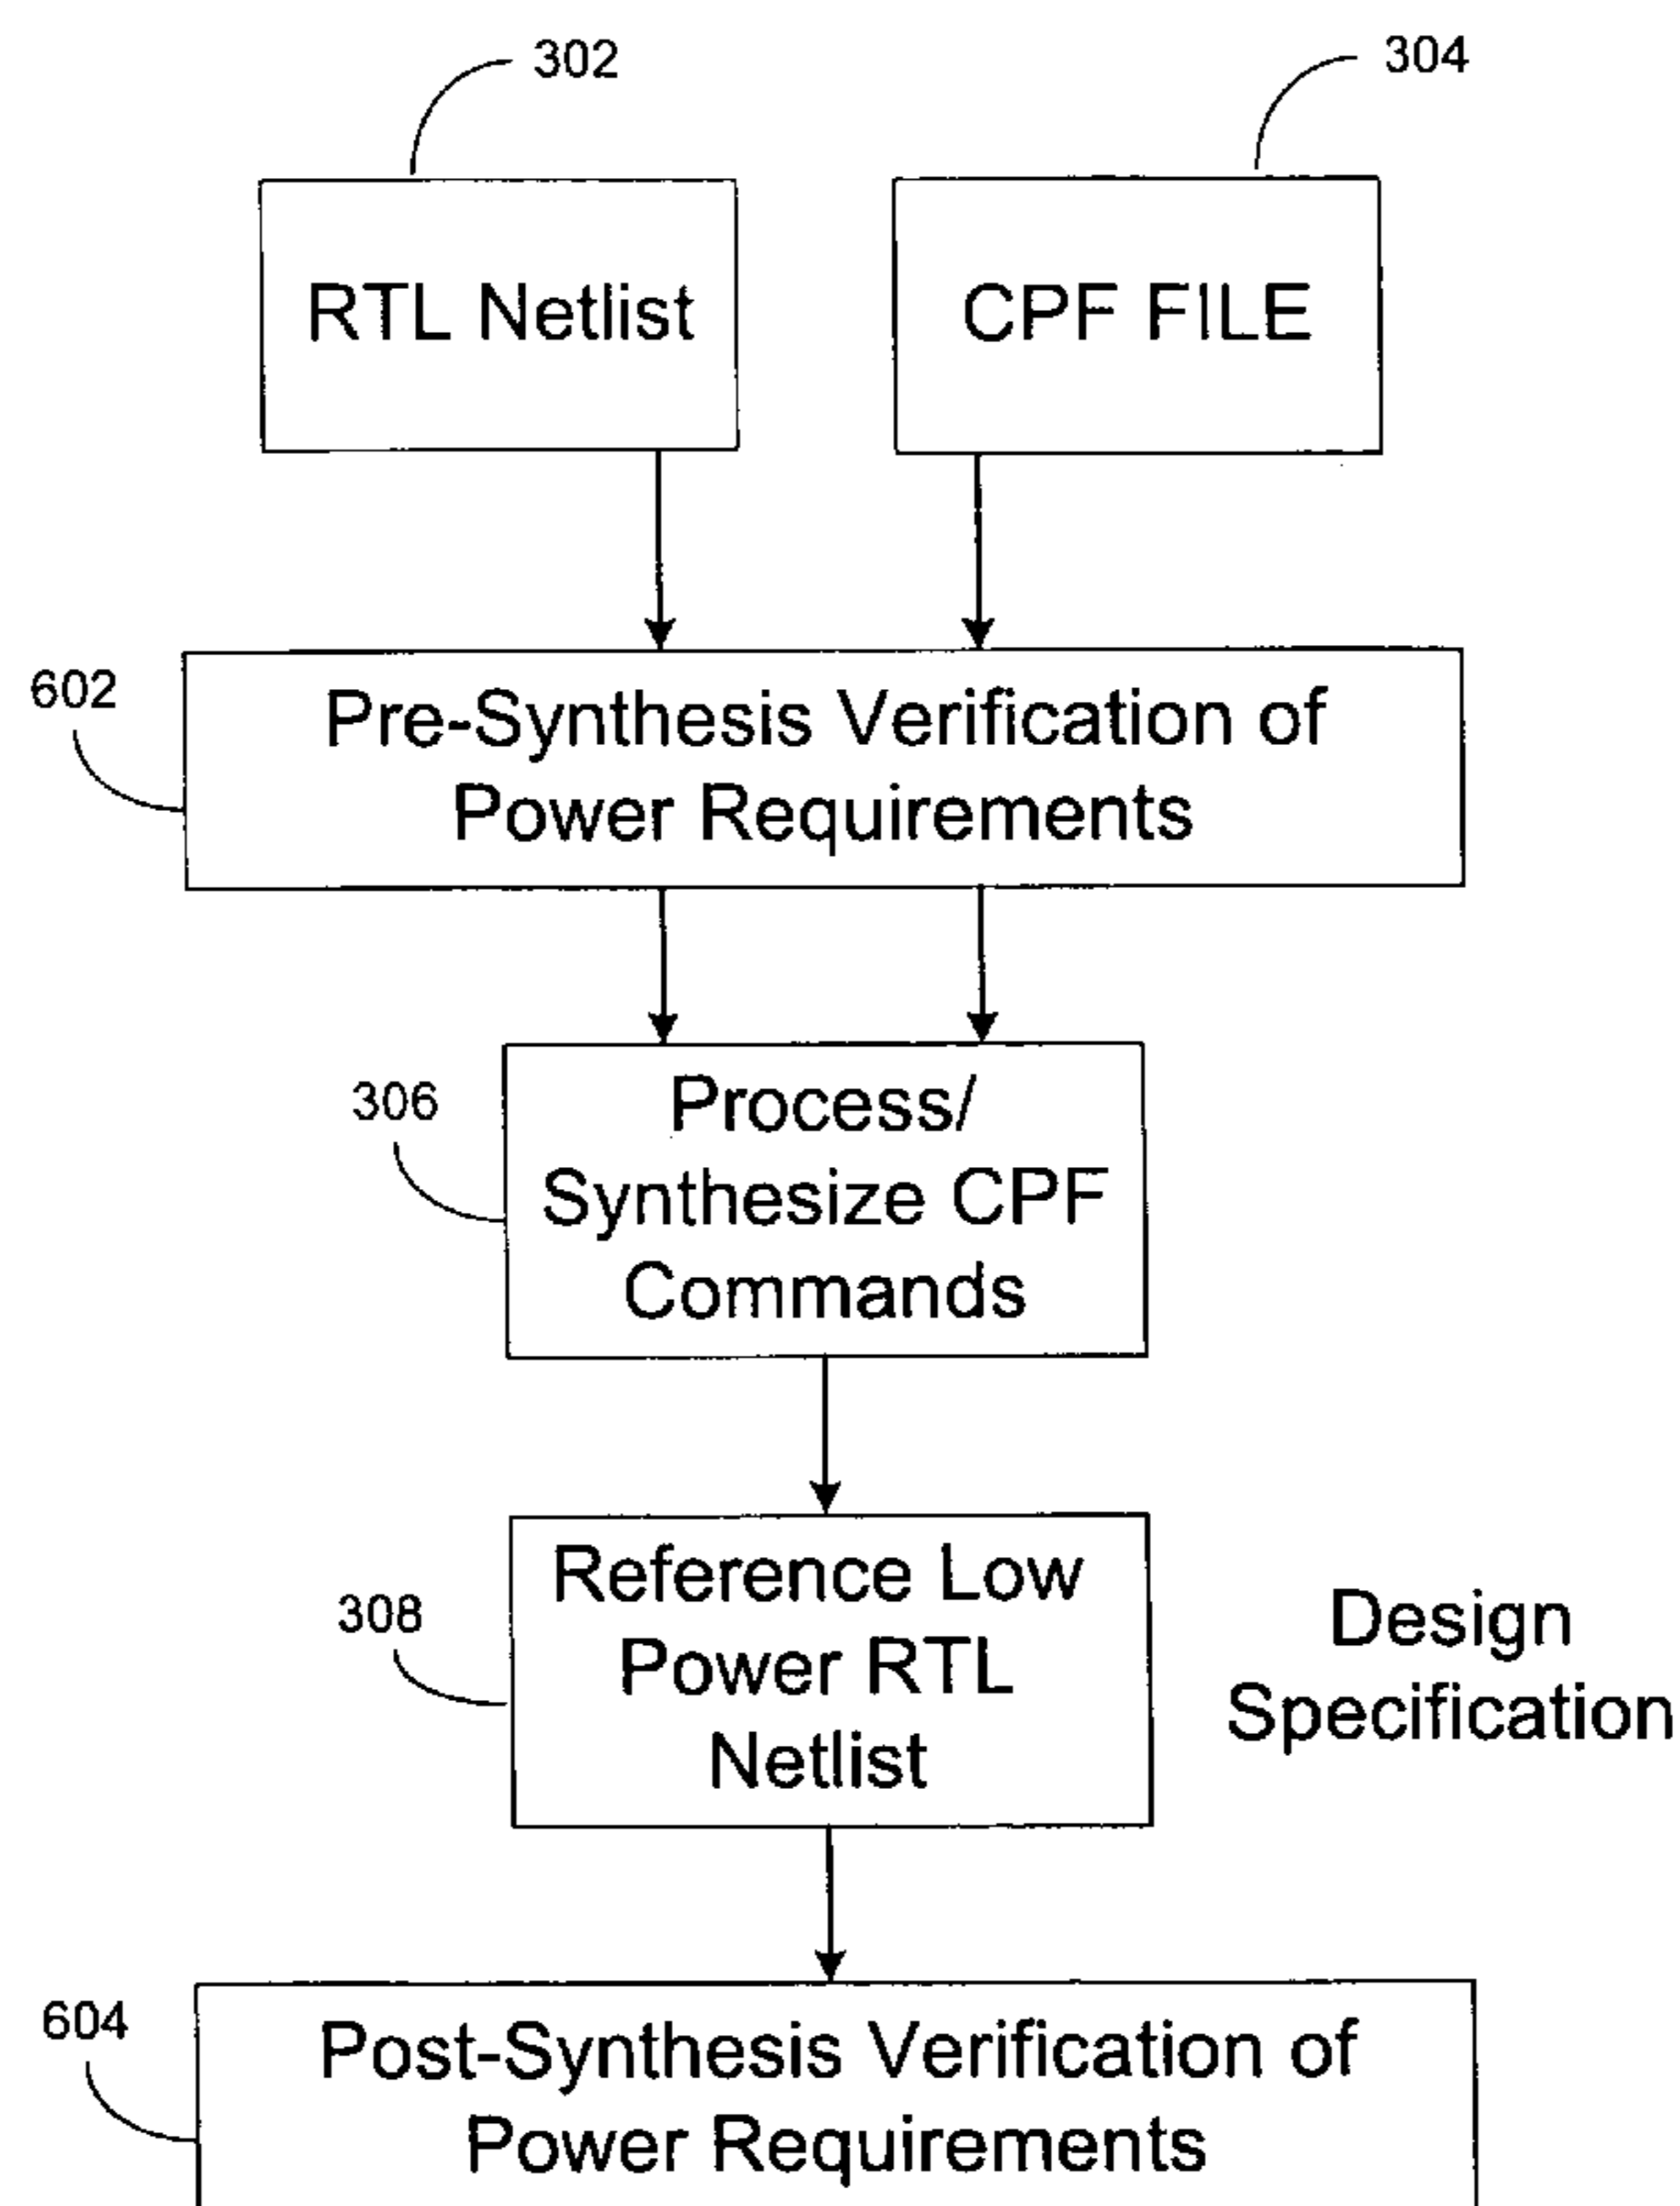 302
304
RTL Netlist
CPF FILE
602
Pre-Synthesis Verification of
Power Requirements
306
Process/
Synthesize CPF
Commands
308
Reference Low
Power RTL
Netlist
Design
Specification
604
Post-Synthesis Verification of
Power Requirements